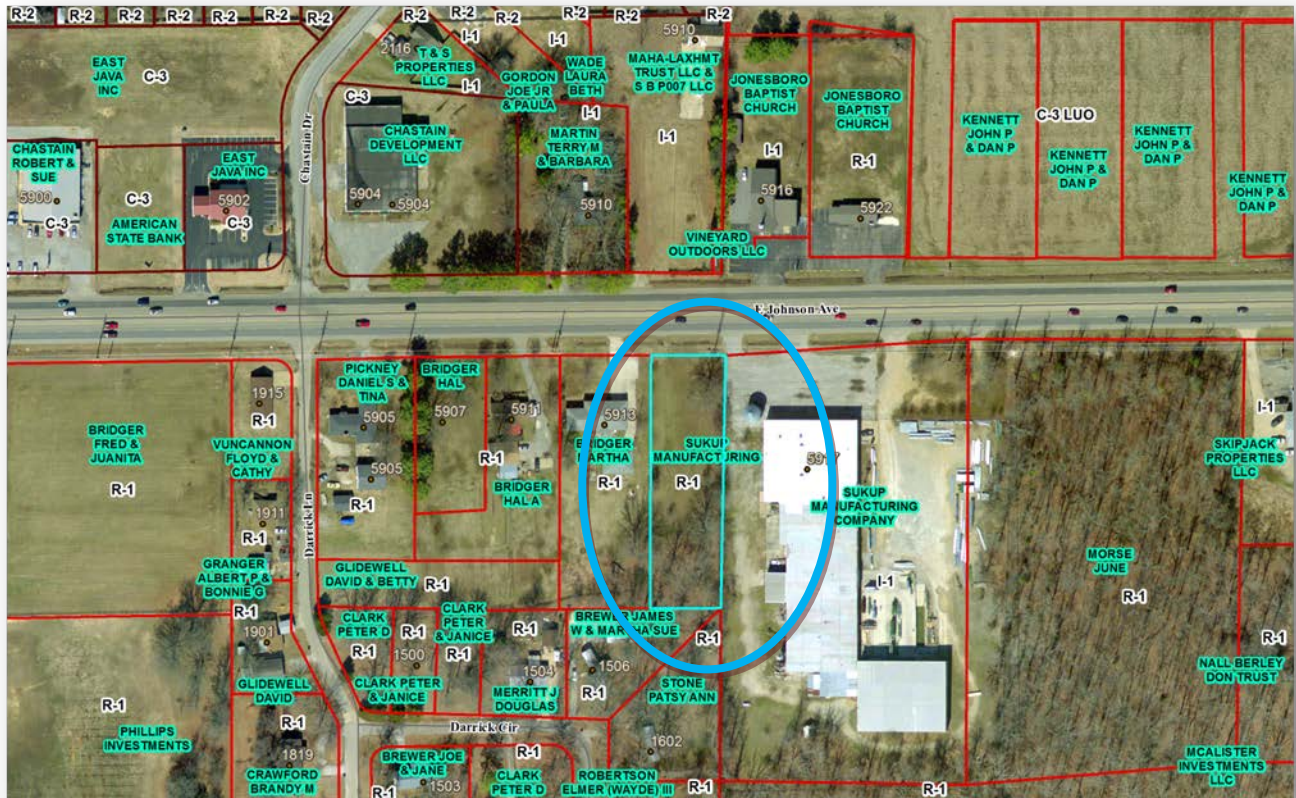 R-2
R-2
R-2
R-2
R-2
R-2
R-2
R-2
R-2
R-2
R-2
EAST
JAVA
INC
C-3
CHASTAIN
ROBERT &
SUE
5900
C-3
C-3
AMERICAN
STATE BANK
EAST
JAVA INC
5902
C-3
Chastain Dr
2116
T & S
PROPERTIES
LLC
C-3
CHASTAIN
DEVELOPMENT
LLC
5904
5904
I-1
I-1
I-1
GORDON
JOE JR
& PAULA
WADE
LAURA
BETH
I-1
MARTIN
TERRY M
& BARBARA
5910
5910
MAHA-LAXHMT
TRUST LLC &
S B P007 LLC
I-1
JONESBORO
BAPTIST
CHURCH
I-1
5916
VINEYARD
OUTDOORS LLC
JONESBORO
BAPTIST
CHURCH
R-1
5922
KENNETT
JOHN P
& DAN P
C-3 LUO
KENNETT
JOHN P &
DAN P
KENNETT
JOHN P &
DAN P
KENNETT
JOHN P &
DAN P
E Johnson Ave
BRIDGER
FRED &
JUANITA
R-1
1915
R-1
VUNCANNON
FLOYD &
CATHY
1911
R-1
GRANGER
ALBERT P &
BONNIE G
R-1
1901
GLIDEWELL
DAVID
R-1
1819
CRAWFORD
BRANDY M
R-1
PHILLIPS
INVESTMENTS
Darrick Ln
PICKNEY
DANIEL S &
TINA
5905
5905
R-1
BRIDGER
HAL
5907
5911
R-1
BRIDGER
HAL A
5913
BRIDGER
MARTHA
R-1
SUKUP
MANUFACTURING
R-1
SUKUP
MANUFACTURING
COMPANY
I-1
MORSE
JUNE
R-1
I-1
SKIPJACK
PROPERTIES
LLC
R-1
NALL BERLEY
DON TRUST
MCALISTER
INVESTMENTS
LLC
R-1
GLIDEWELL
DAVID & BETTY
R-1
CLARK
PETER D
R-1
1500
CLARK PETER
& JANICE
CLARK
PETER
& JANICE
R-1
R-1
1504
MERRITT J
DOUGLAS
BREWER JAMES
W & MARTHA SUE
1506
R-1
R-1
STONE
PATSY ANN
Darrick Cir
1602
R-1
BREWER JOE
& JANE
1503
R-1
R-1
CLARK
PETER D
ROBERTSON
ELMER (WAYDE) III
R-1